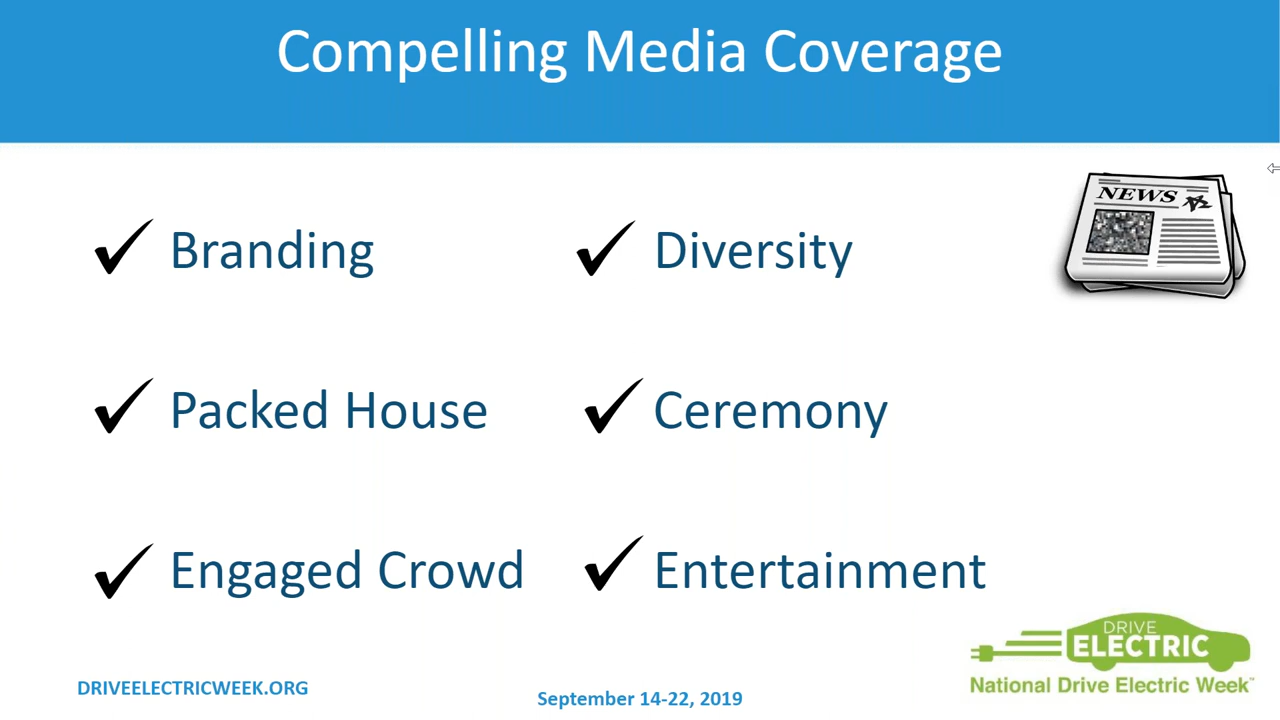 Compelling Media Coverage
NEWS
Branding
Diversity
Packed House
Ceremony
Engaged Crowd
Entertainment
DRIVE
ELECTRIC
National Drive Electric Week™
DRIVEELECTRICWEEK.ORG
September 14-22, 2019